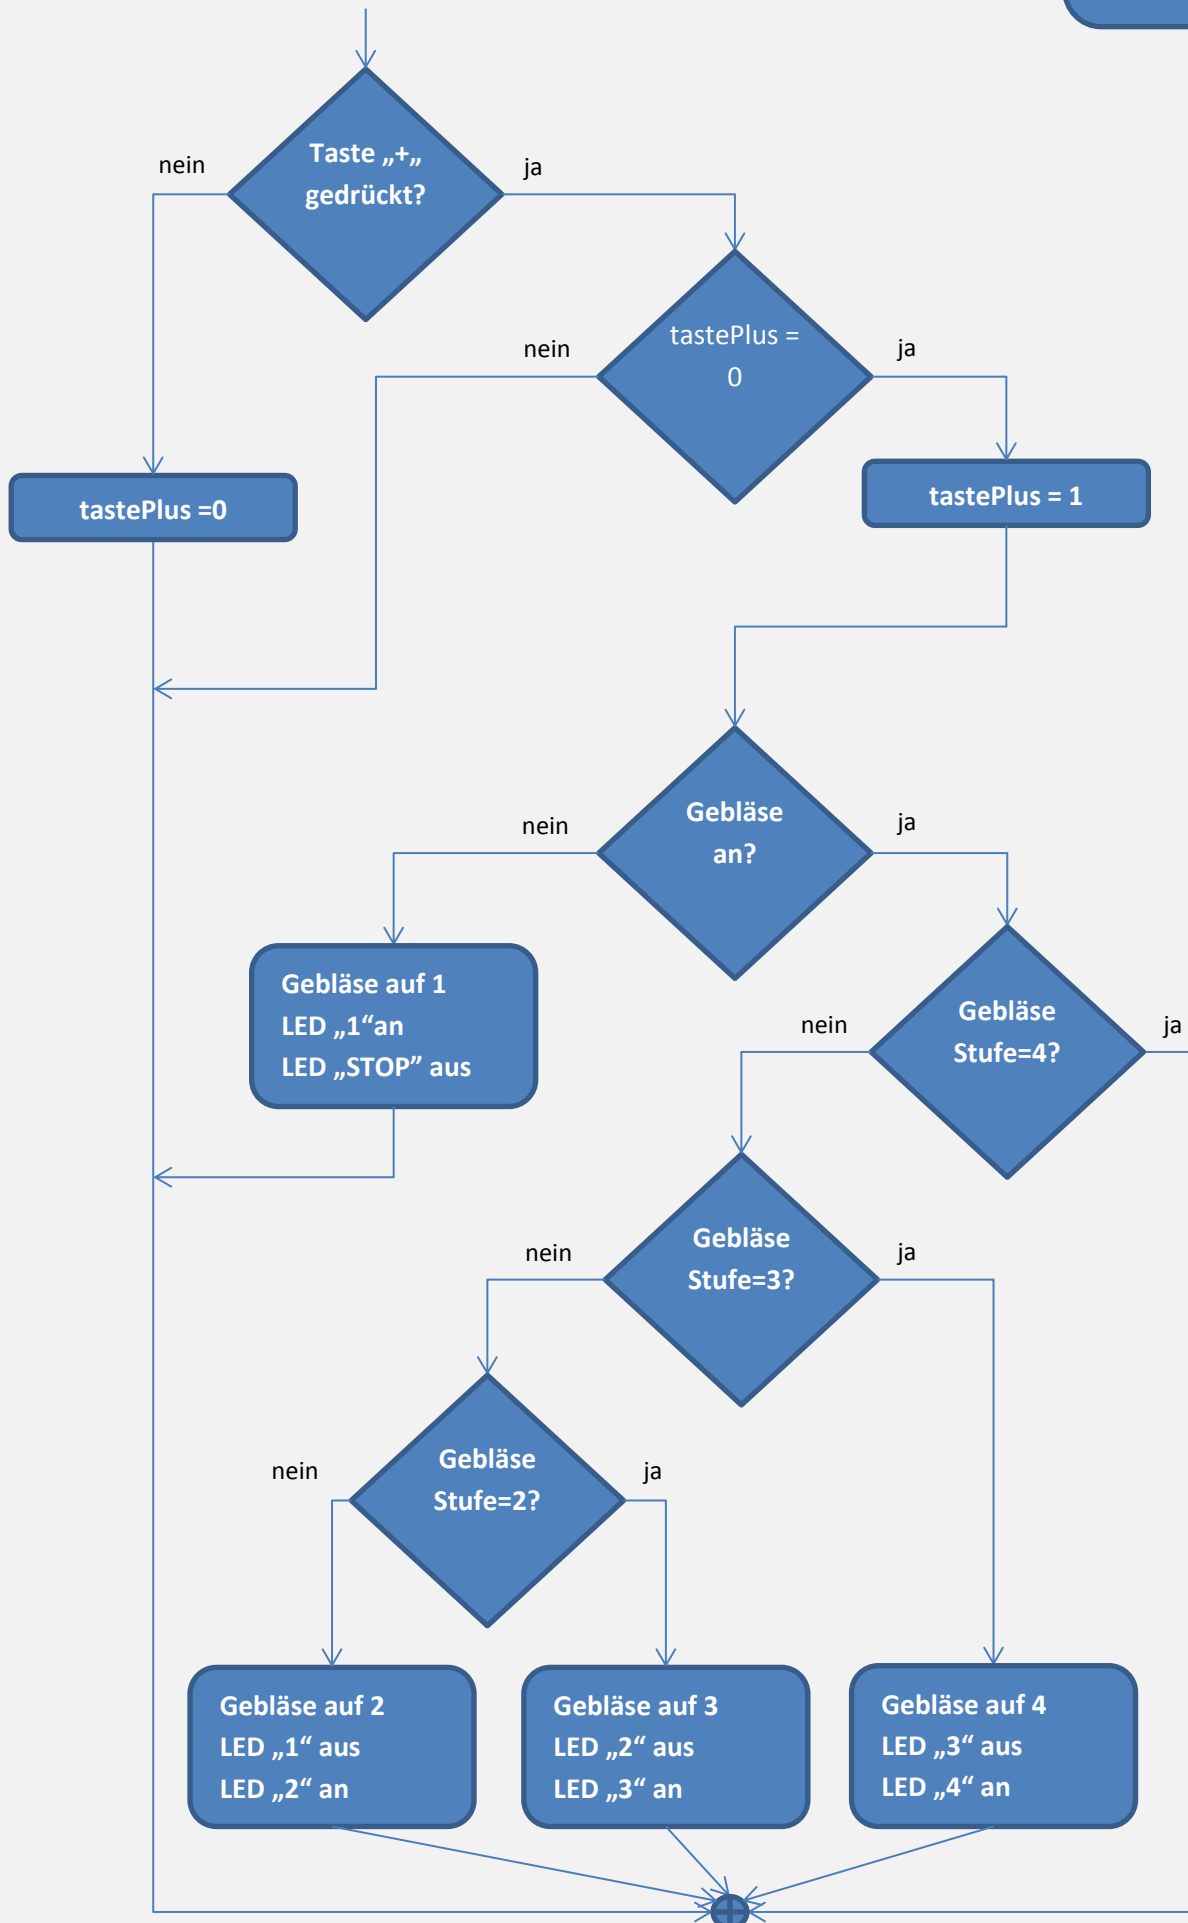 Taste „+„
gedrückt?
nein
ja
tastePlus =
0
nein
ja
tastePlus =0
tastePlus = 1
Gebläse
an?
nein
ja
Gebläse auf 1
LED „1“an
LED „STOP” aus
Gebläse
Stufe=4?
nein
ja
Gebläse
Stufe=3?
nein
ja
Gebläse
Stufe=2?
nein
ja
Gebläse auf 2
LED „1“ aus
LED „2“ an
Gebläse auf 3
LED „2“ aus
LED „3“ an
Gebläse auf 4
LED „3“ aus
LED „4“ an